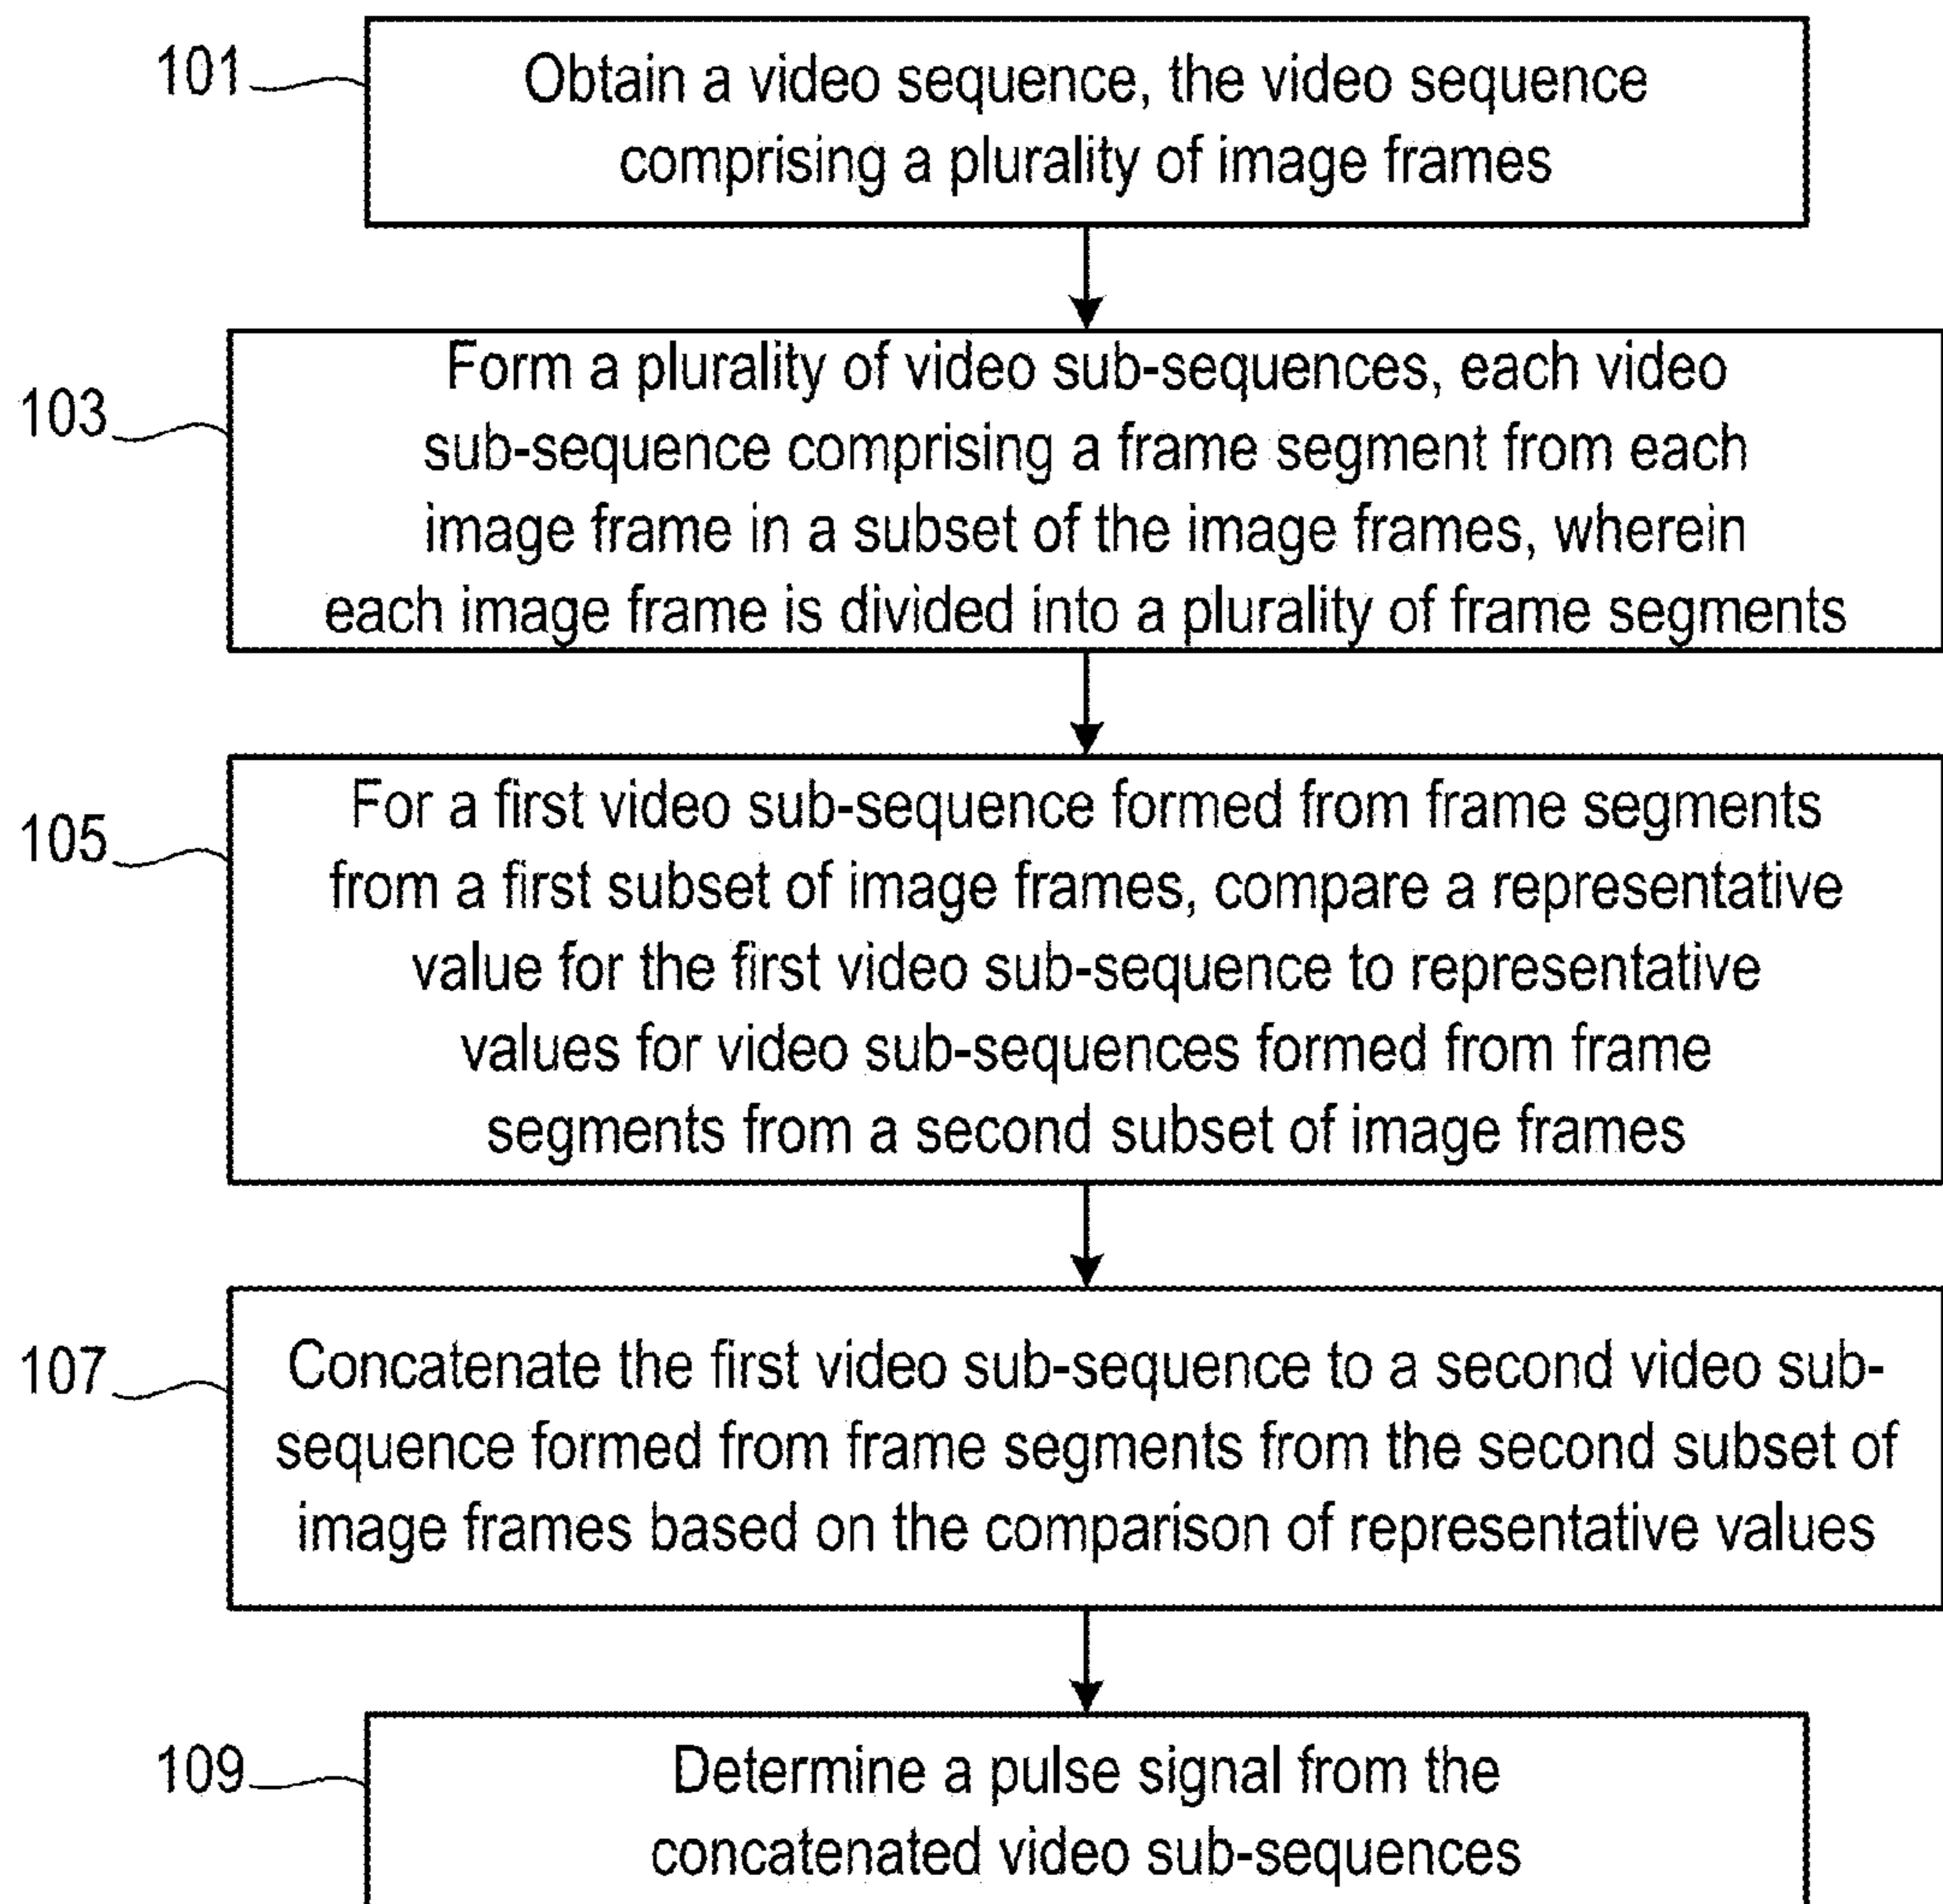 101
Obtain a video sequence, the video sequence
comprising a plurality of image frames
103
Form a plurality of video sub-sequences, each video
sub-sequence comprising a frame segment from each
image frame in a subset of the image frames, wherein
each image frame is divided into a plurality of frame segments
105
For a first video sub-sequence formed from frame segments
from a first subset of image frames, compare a representative
value for the first video sub-sequence to representative
values for video sub-sequences formed from frame
segments from a second subset of image frames
107
Concatenate the first video sub-sequence to a second video sub-
sequence formed from frame segments from the second subset of
image frames based on the comparison of representative values
109
Determine a pulse signal from the
concatenated video sub-sequences